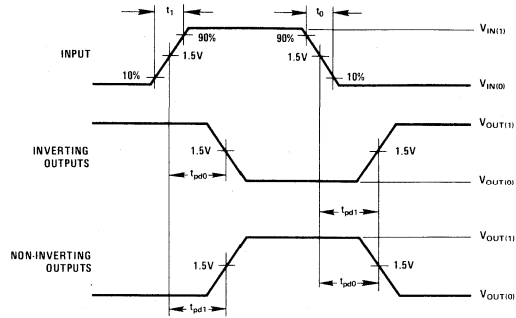 t1 t0
VIN(1)
90% 90%
INPUT 1.5V 1.5V
10% 10%
VIN(0)
VOUT(1)
INVERTING
OUTPUTS
1.5V 1.5V
tpd0
VOUT(0)
tpd1
VOUT(1)
NON-INVERTING
OUTPUTS
1.5V 1.5V
tpd0
VOUT(0)
tpd1